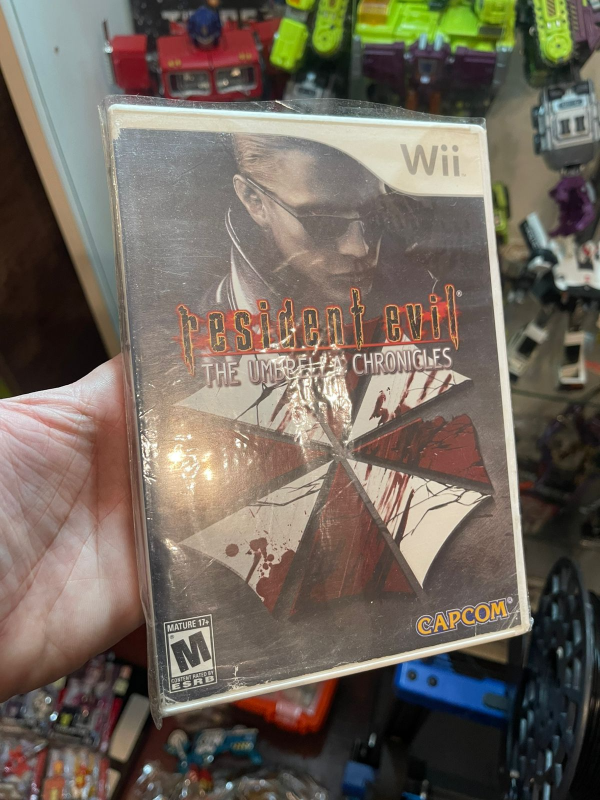 Wii
resident evil®
THE UMBRELLA CHRONICLES
CAPCOM®
MATURE 17+
M
CONTENT RATED BY
ESRB